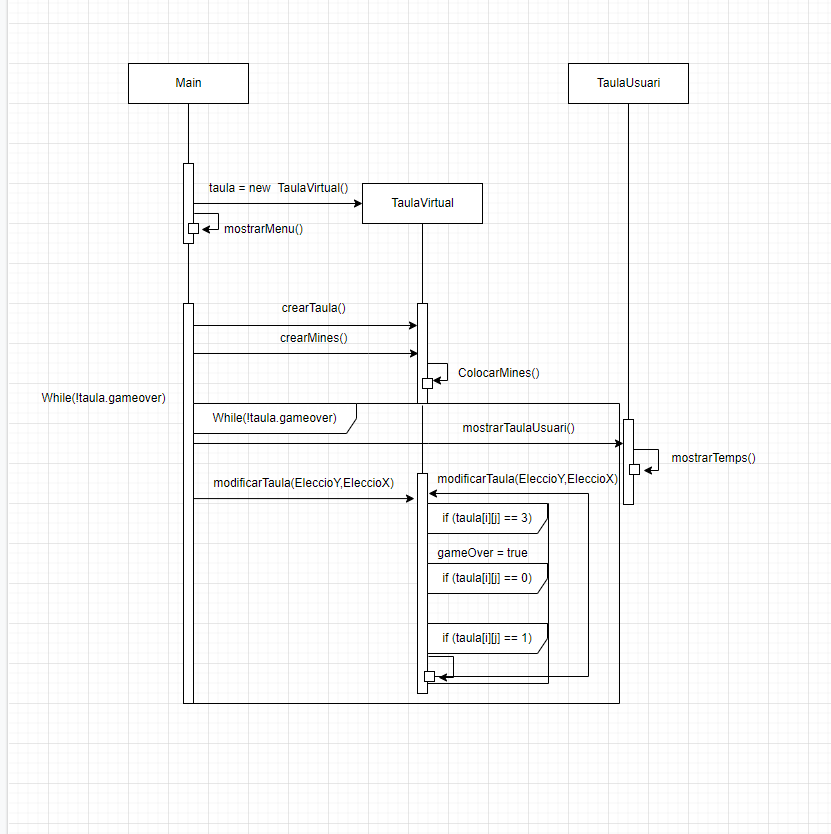 Main
TaulaUsuari
taula = new  TaulaVirtual()
TaulaVirtual
mostrarMenu()
crearTaula()
crearMines()
ColocarMines()
While(!taula.gameover)
While(!taula.gameover)
mostrarTaulaUsuari()
mostrarTemps()
modificarTaula(EleccioY,EleccioX)
modificarTaula(EleccioY,EleccioX)
if (taula[i][j] == 3)
gameOver = true
if (taula[i][j] == 0)
if (taula[i][j] == 1)